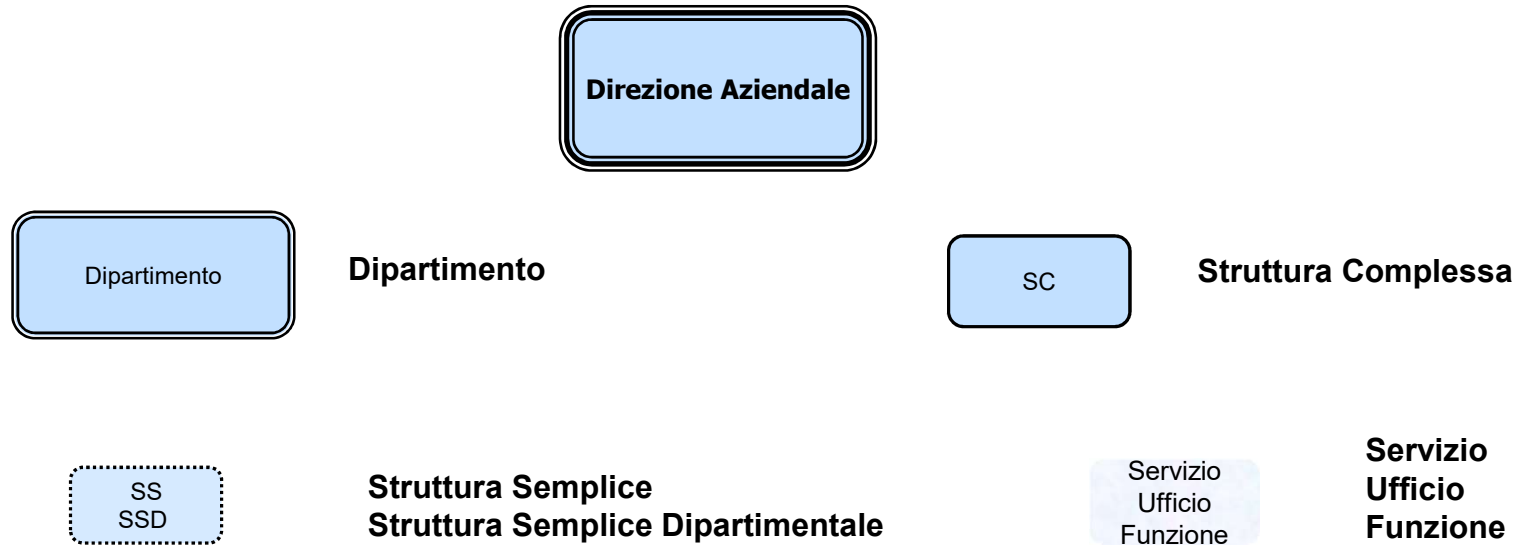 Direzione Aziendale
Dipartimento
Dipartimento
SC
Struttura Complessa
SS
SSD
Struttura Semplice
Struttura Semplice Dipartimentale
Servizio
Ufficio
Funzione
Servizio
Ufficio
Funzione